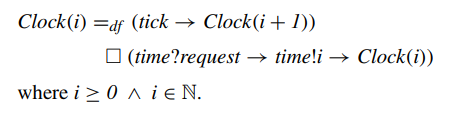 Clock(i) =df (tick → Clock(i + 1))
□ (time?request → time!i → Clock(i))
where i ≥ 0 ∧ i ∈ ℕ.